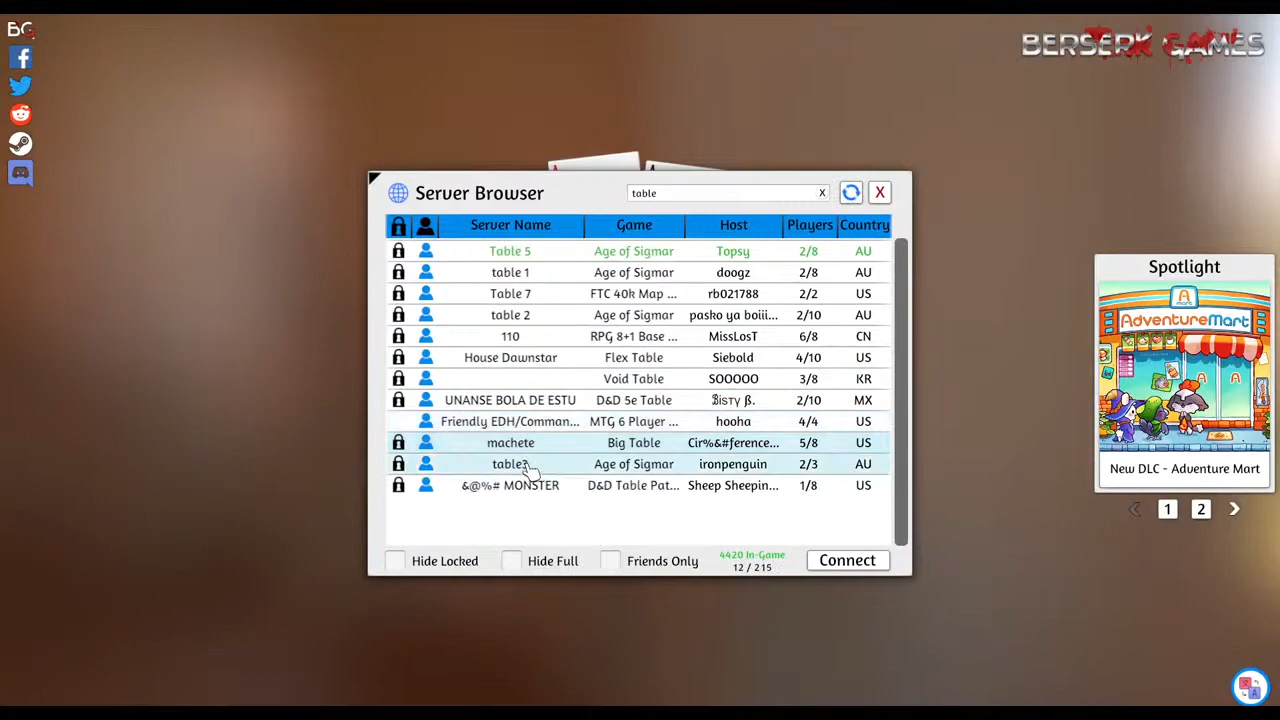 BG
BERSERK GAMES
Server Browser
table X X
Server Name Game Host Players Country
Table 5 Age of Sigmar Topsy 2/8 AU
table 1 Age of Sigmar doogz 2/8 AU
Table 7 FTC 40k Map ... rb021788 2/2 US
table 2 Age of Sigmar pasko ya boiii... 2/10 AU
110 RPG 8+1 Base ... MissLosT 6/8 CN
House Dawnstar Flex Table Siebold 4/10 US
Void Table SOOOOO 3/8 KR
UNANSE BOLA DE ESTU D&D 5e Table ꞩιsтγ ß. 2/10 MX
Friendly EDH/Comman... MTG 6 Player ... hooha 4/4 US
machete Big Table Cir%&#ference... 5/8 US
Age of Sigmar ironpenguin 2/3 AU
&@%# MONSTER D&D Table Pat... Sheep Sheepin... 1/8 US
Hide Locked Hide Full Friends Only 4420 In-Game
12 / 215
Connect
Spotlight
AdventureMart
New DLC - Adventure Mart
< 1 2 >